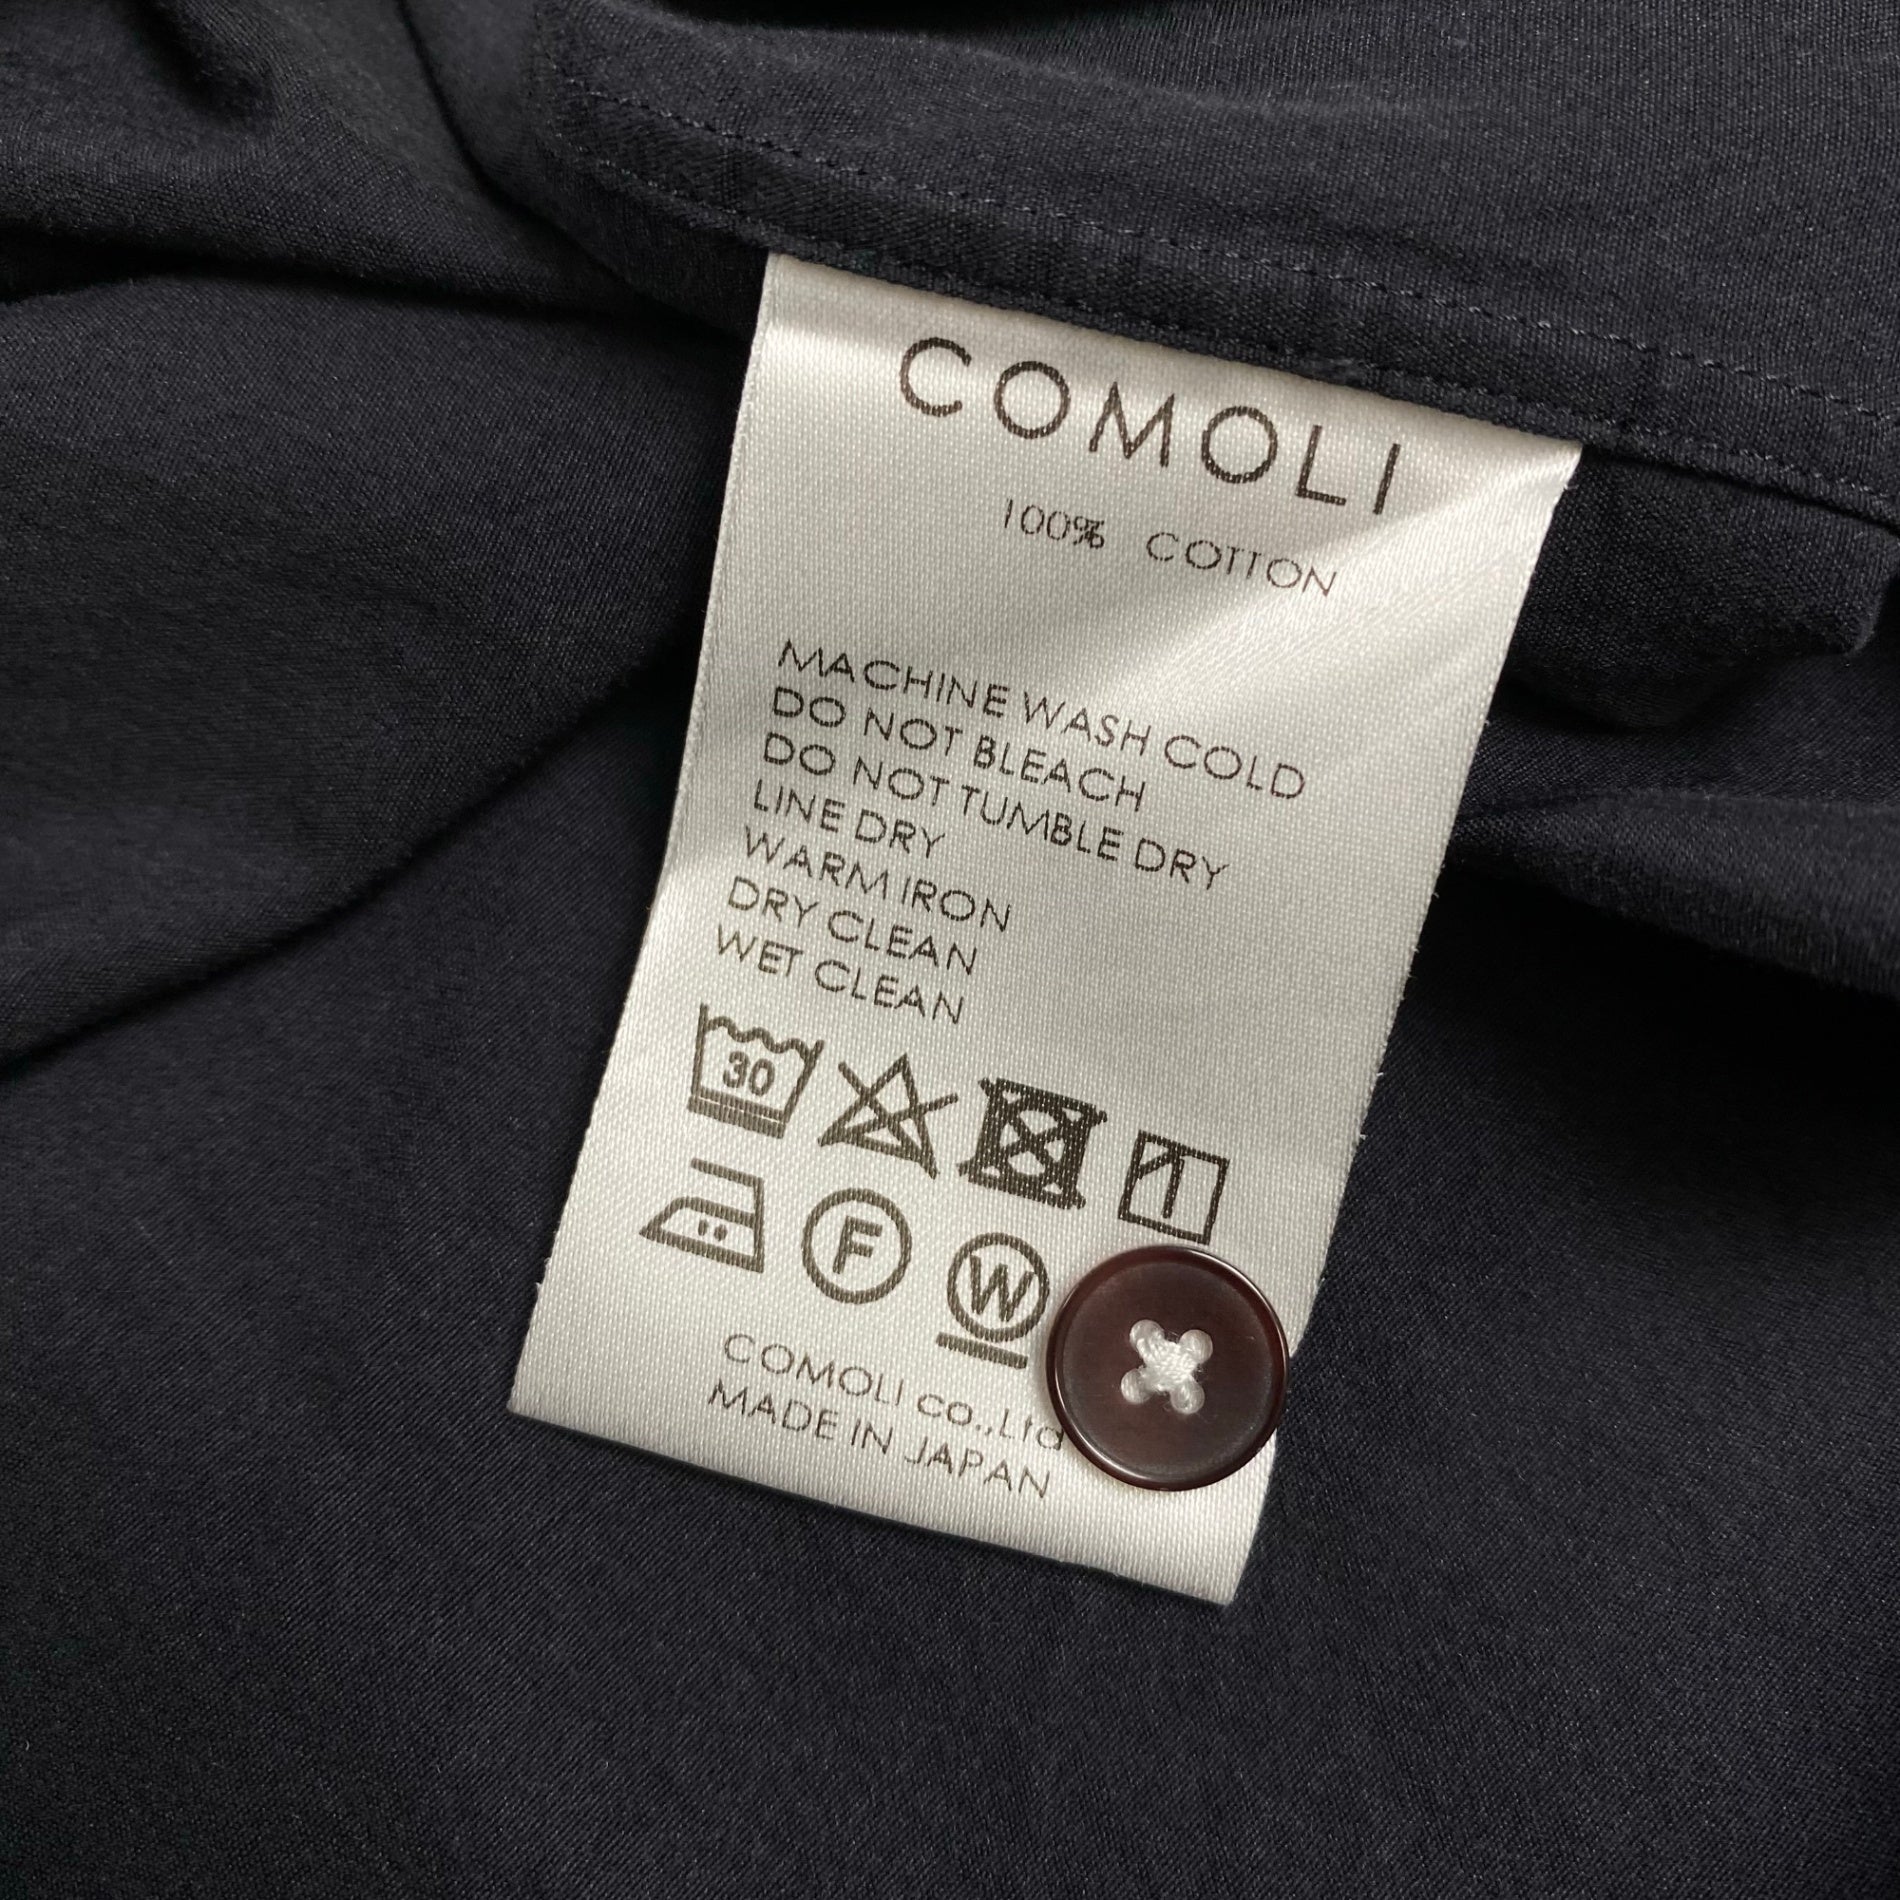 COMOLI
100% COTTON
MACHINE WASH COLD
DO NOT BLEACH
DO NOT TUMBLE DRY
LINE DRY
WARM IRON
DRY CLEAN
WET CLEAN
30
F W
COMOLI co.,Ltd
MADE IN JAPAN